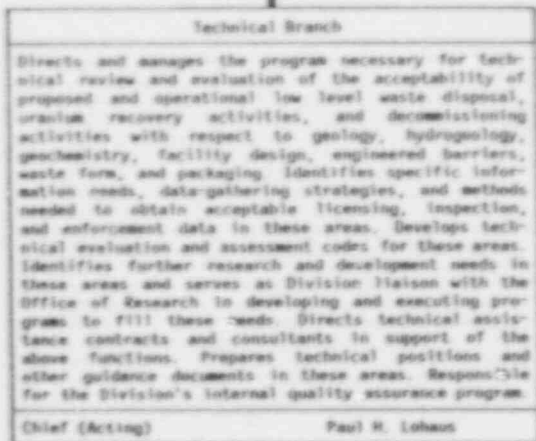 Technical Branch
Directs and manages the program necessary for tech-
nical review and evaluation of the acceptability of
proposed and operational low level waste disposal,
uranium recovery activities, and decommissioning
activities with respect to geology, hydrogeology,
geochemistry, facility design, engineered barriers,
waste form, and packaging. Identifies specific infor-
mation needs, data-gathering strategies, and methods
needed to obtain acceptable licensing, inspection,
and enforcement data in these areas. Develops tech-
nical evaluation and assessment codes for these areas.
Identifies further research and development needs in
these areas and serves as Division liaison with the
Office of Research in developing and executing pro-
grams to fill these needs. Directs technical assis-
tance contracts and consultants in support of the
above functions. Prepares technical positions and
other guidance documents in these areas. Responsible
for the Division's internal quality assurance program.
Chief (Acting) Paul H. Lohaus